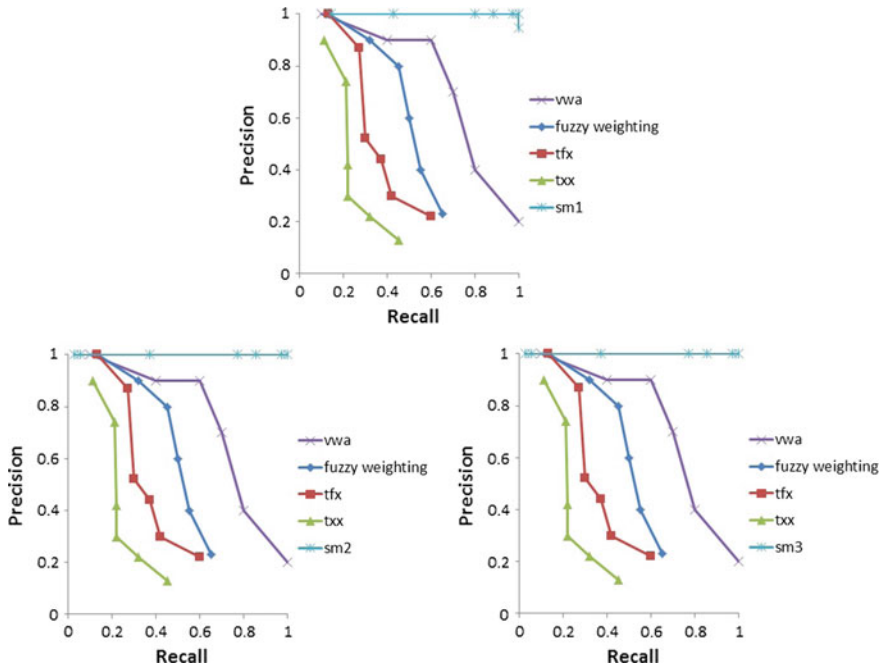 1
0.8
0.6
0.4
0.2
0
Precision
0 0.2 0.4 0.6 0.8 1
Recall
vwa
fuzzy weighting
tfx
txx
sm1
1
0.8
0.6
0.4
0.2
0
Precision
0 0.2 0.4 0.6 0.8 1
Recall
vwa
fuzzy weighting
tfx
txx
sm2
1
0.8
0.6
0.4
0.2
0
Precision
0 0.2 0.4 0.6 0.8 1
Recall
vwa
fuzzy weighting
tfx
txx
sm3